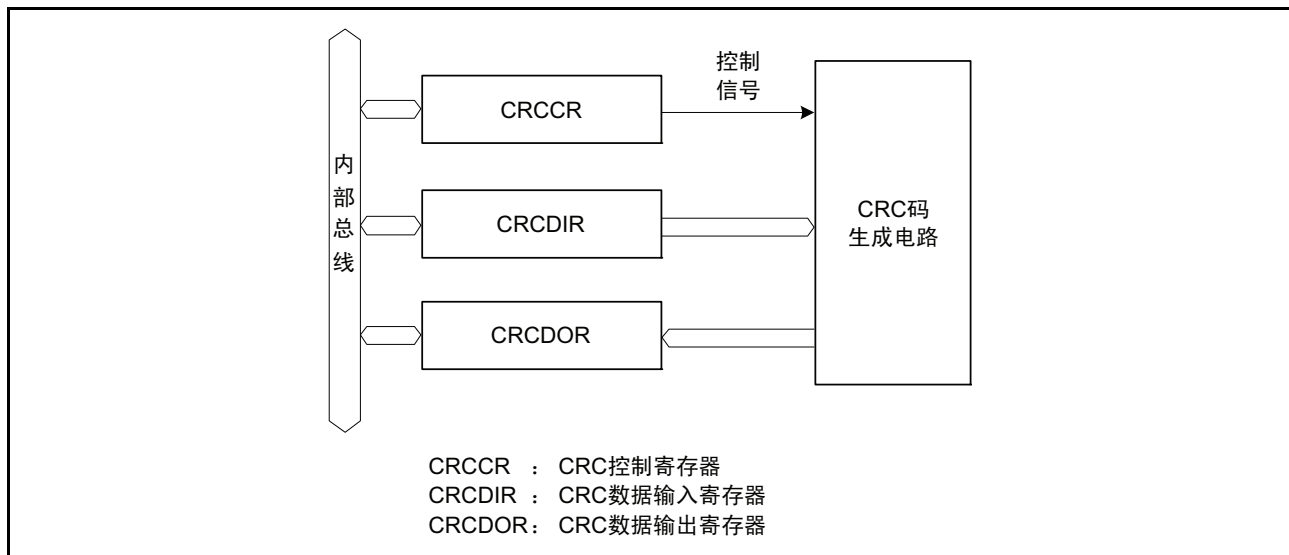 控制
信号
CRCCR
内
部
总
线
CRCDIR
CRC码
生成电路
CRCDOR
CRCCR ： CRC控制寄存器
CRCDIR ： CRC数据输入寄存器
CRCDOR： CRC数据输出寄存器